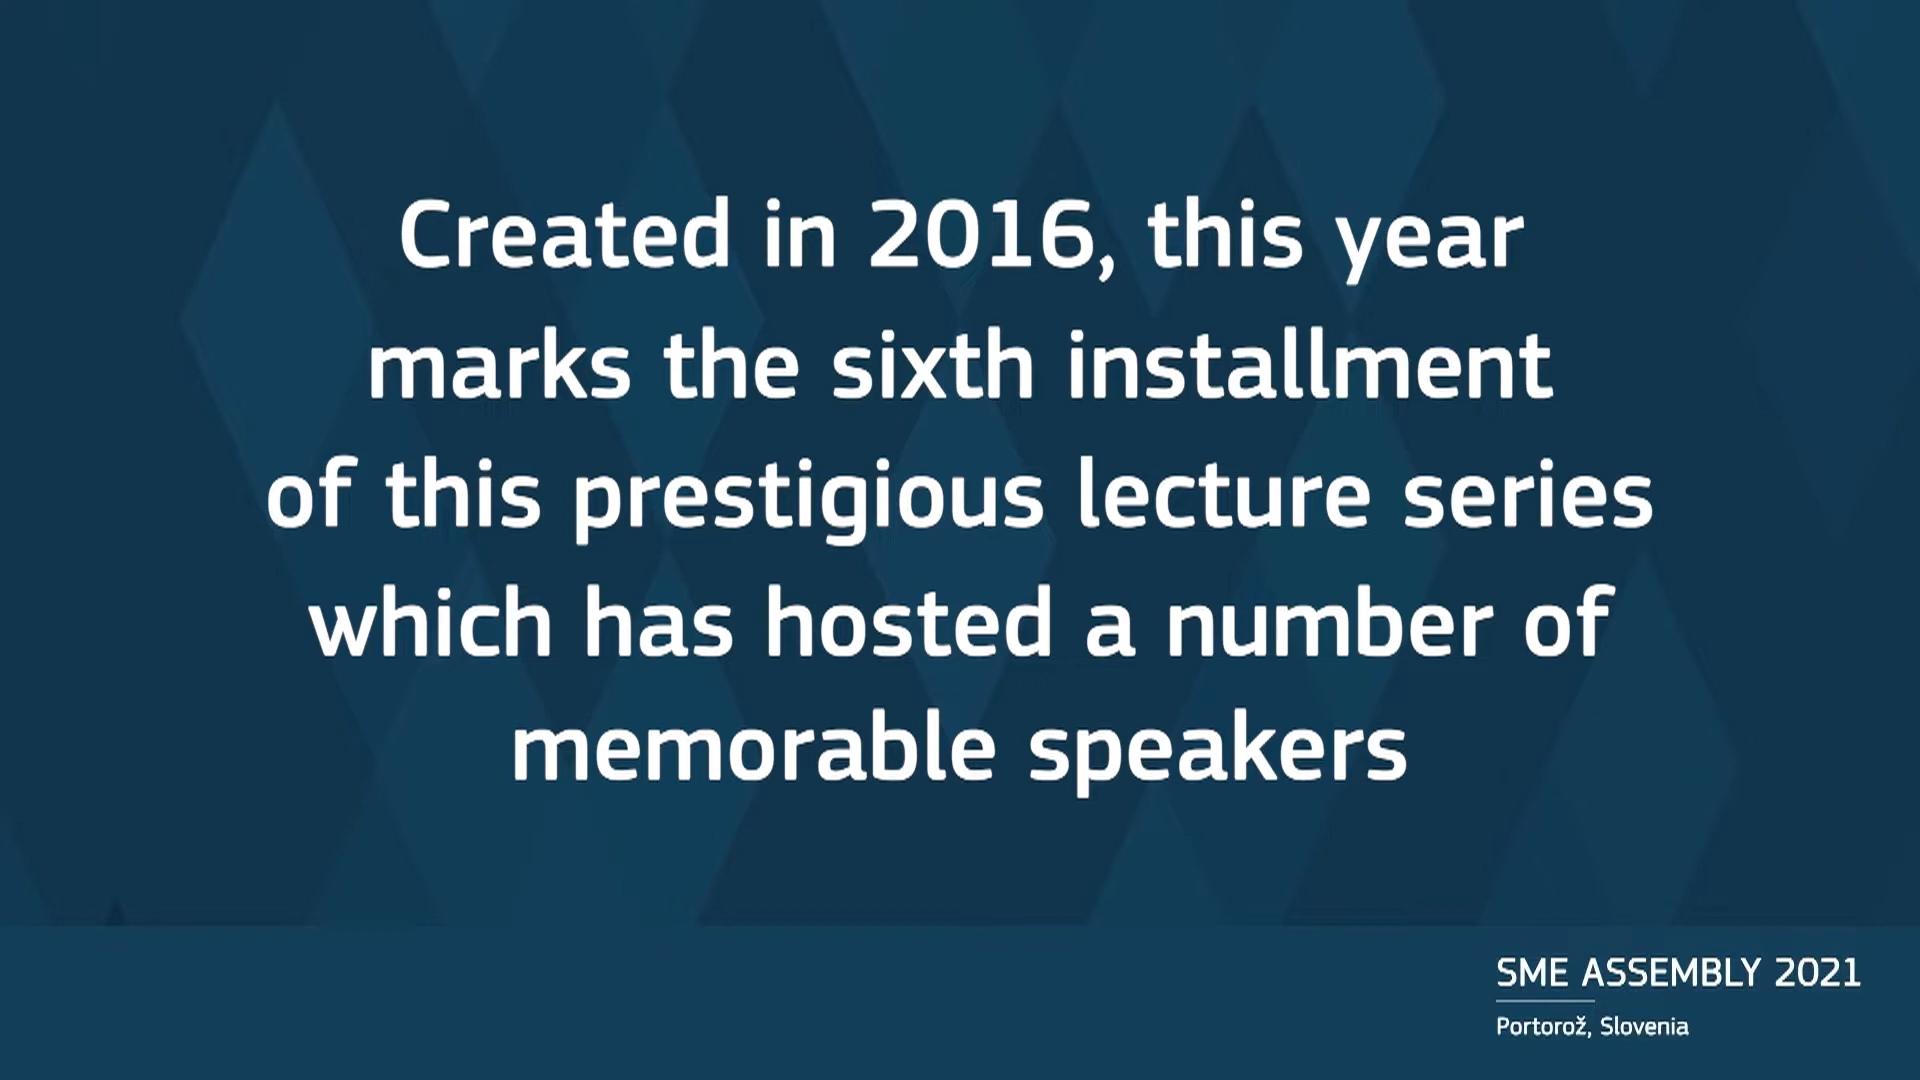 Created in 2016, this year
marks the sixth installment
of this prestigious lecture series
which has hosted a number of
memorable speakers
SME ASSEMBLY 2021
Portorož, Slovenia